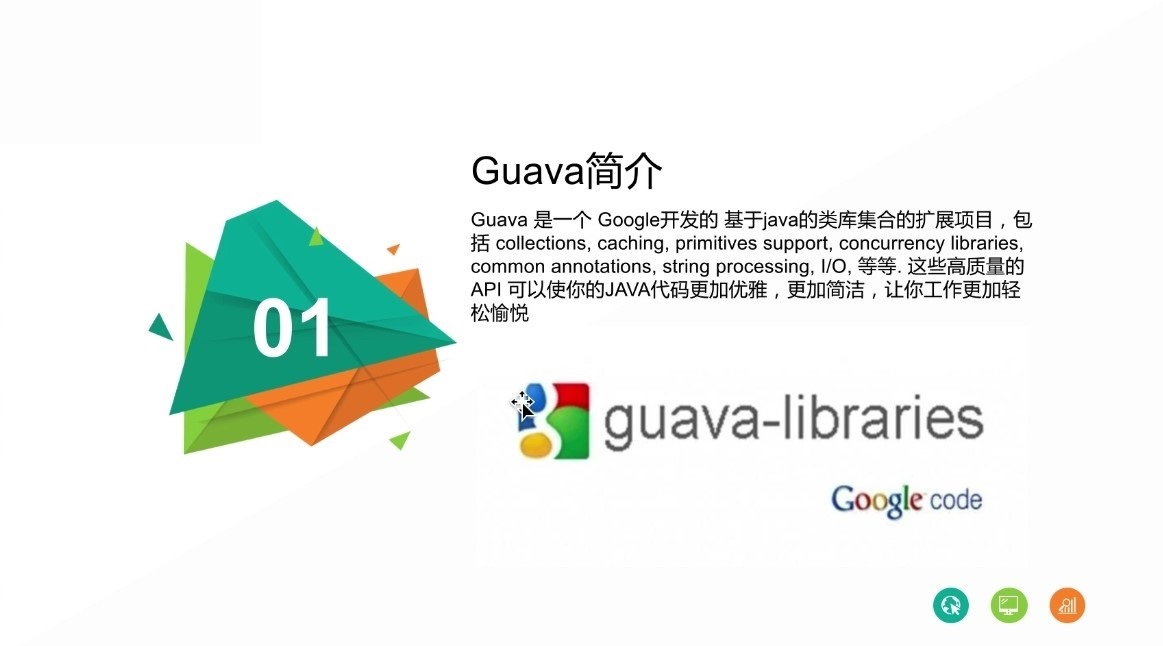 Guava简介
Guava 是一个 Google开发的 基于java的类库集合的扩展项目，包
括 collections, caching, primitives support, concurrency libraries,
common annotations, string processing, I/O, 等等. 这些高质量的
API 可以使你的JAVA代码更加优雅，更加简洁，让你工作更加轻
松愉悦
01
guava-libraries
Google code